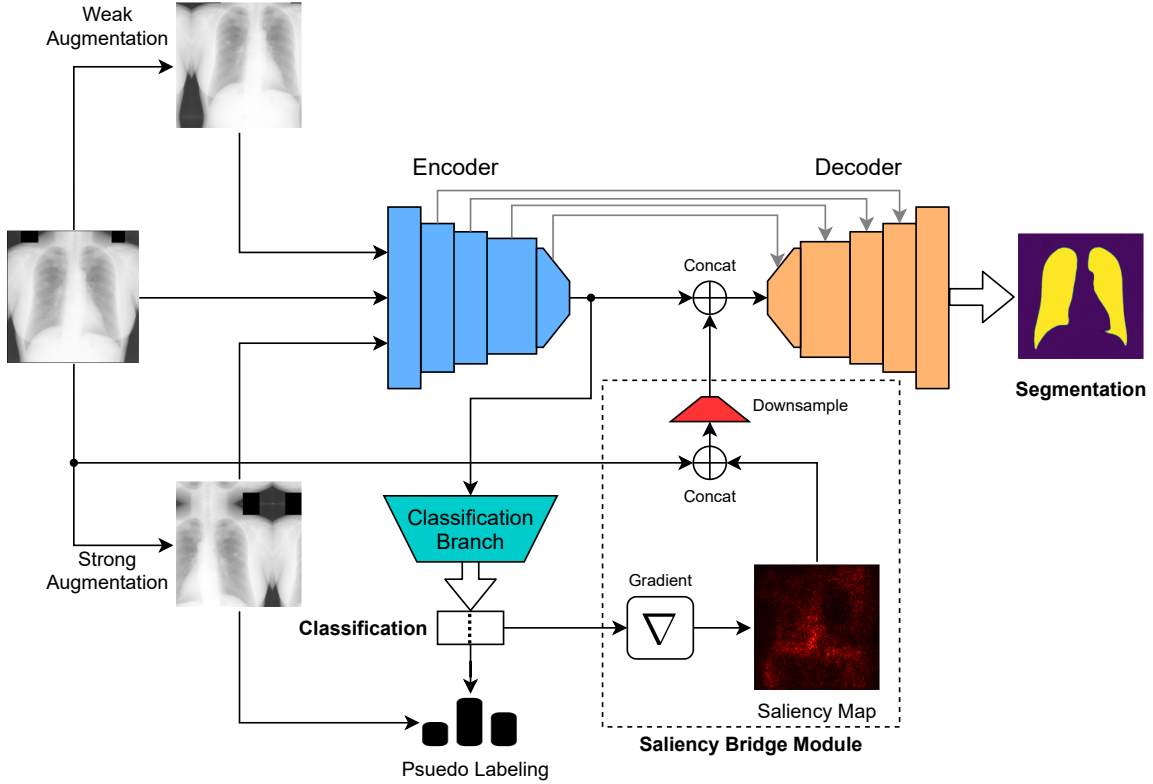 Weak
Augmentation
Encoder
Decoder
Concat
Segmentation
Downsample
Concat
Classification
Branch
Strong
Augmentation
Gradient
Classification
Saliency Map
Saliency Bridge Module
Psuedo Labeling